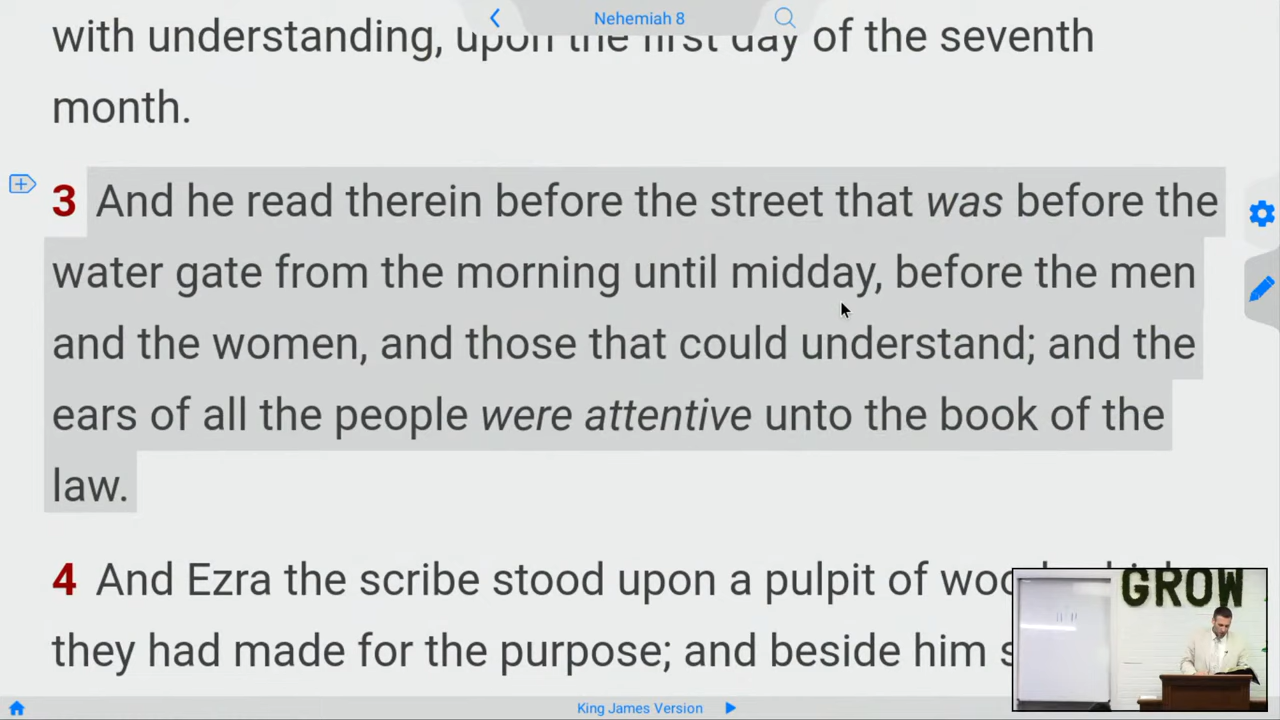 Nehemiah 8
with understanding, upon the first day of the seventh
month.
3 And he read therein before the street that was before the
water gate from the morning until midday, before the men
and the women, and those that could understand; and the
ears of all the people were attentive unto the book of the
law.
4 And Ezra the scribe stood upon a pulpit of
they had made for the purpose; and beside him
GROW
King James Version